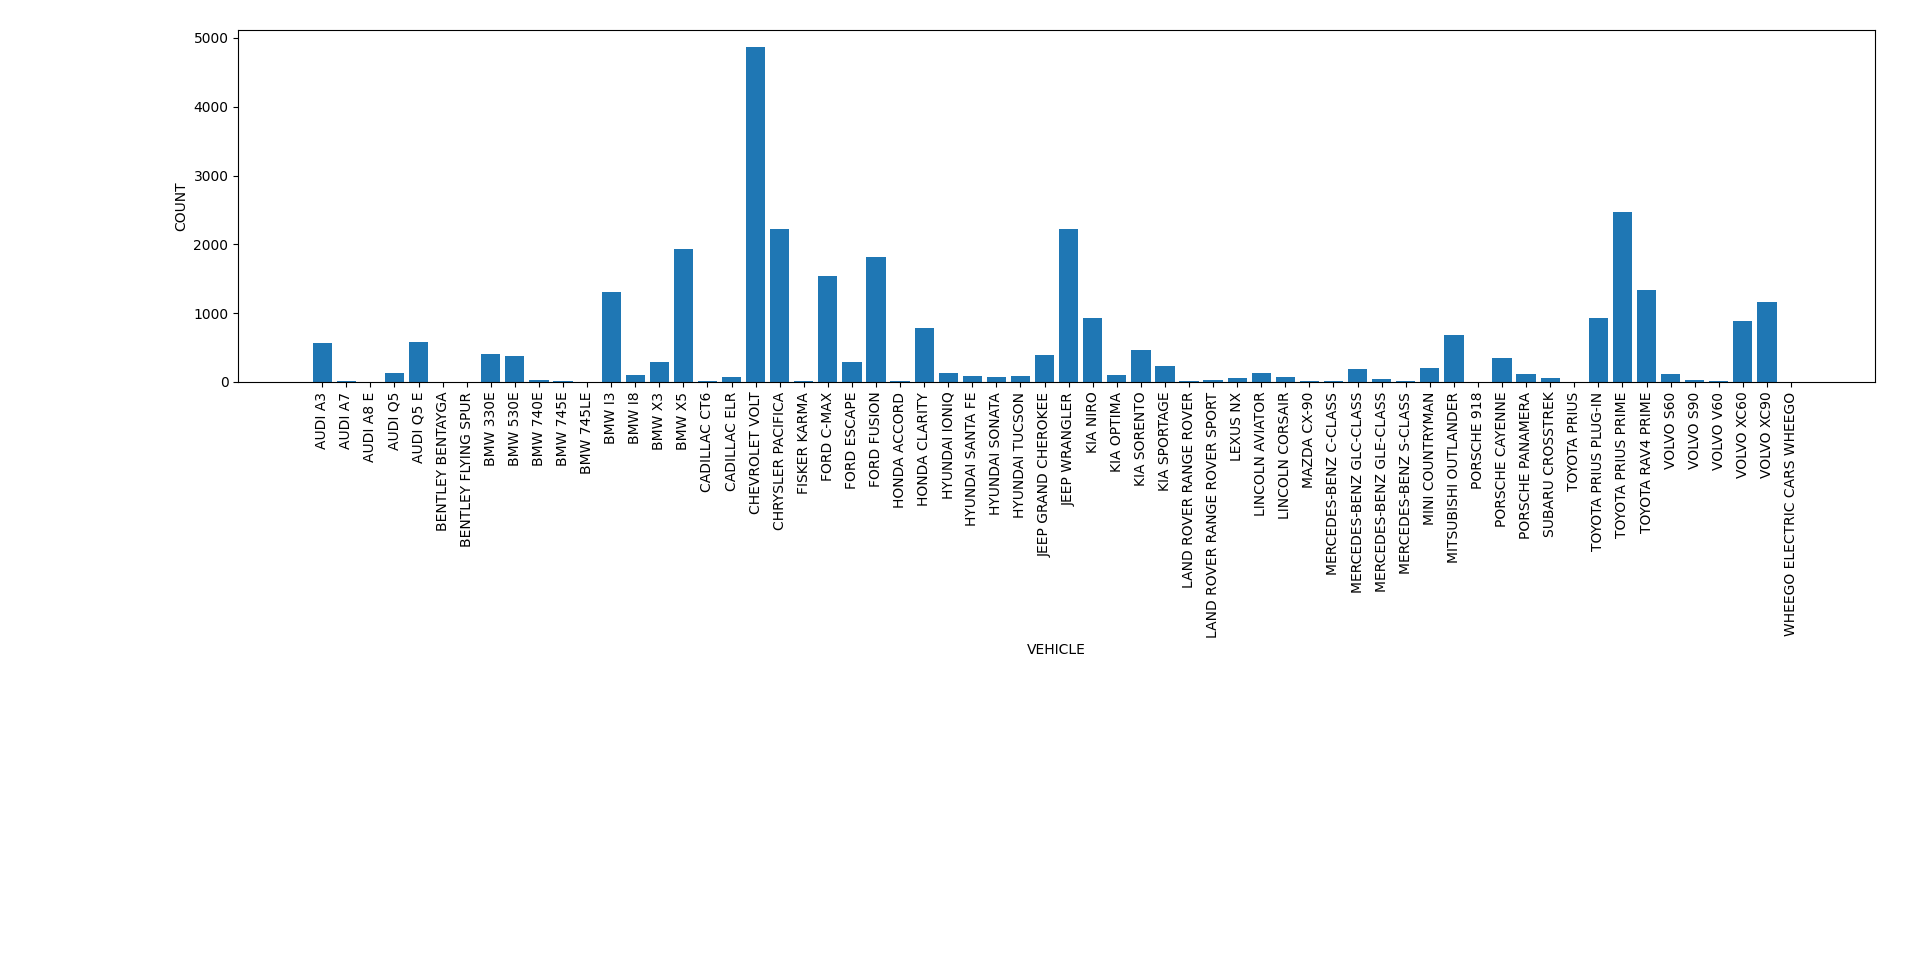 5000
4000
3000
2000
1000
0
COUNT
AUDI A3
AUDI A7
AUDI A8 E
AUDI Q5
AUDI Q5 E
BENTLEY BENTAYGA
BENTLEY FLYING SPUR
BMW 330E
BMW 530E
BMW 740E
BMW 745E
BMW 745LE
BMW I3
BMW I8
BMW X3
BMW X5
CADILLAC CT6
CADILLAC ELR
CHEVROLET VOLT
CHRYSLER PACIFICA
FISKER KARMA
FORD C-MAX
FORD ESCAPE
FORD FUSION
HONDA ACCORD
HONDA CLARITY
HYUNDAI IONIQ
HYUNDAI SANTA FE
HYUNDAI SONATA
HYUNDAI TUCSON
JEEP GRAND CHEROKEE
JEEP WRANGLER
KIA NIRO
KIA OPTIMA
KIA SORENTO
KIA SPORTAGE
LAND ROVER RANGE ROVER
LAND ROVER RANGE ROVER SPORT
LEXUS NX
LINCOLN AVIATOR
LINCOLN CORSAIR
MAZDA CX-90
MERCEDES-BENZ C-CLASS
MERCEDES-BENZ GLC-CLASS
MERCEDES-BENZ GLE-CLASS
MERCEDES-BENZ S-CLASS
MINI COUNTRYMAN
MITSUBISHI OUTLANDER
PORSCHE 918
PORSCHE CAYENNE
PORSCHE PANAMERA
SUBARU CROSSTREK
TOYOTA PRIUS
TOYOTA PRIUS PLUG-IN
TOYOTA PRIUS PRIME
TOYOTA RAV4 PRIME
VOLVO S60
VOLVO S90
VOLVO V60
VOLVO XC60
VOLVO XC90
WHEEGO ELECTRIC CARS WHEEGO
VEHICLE